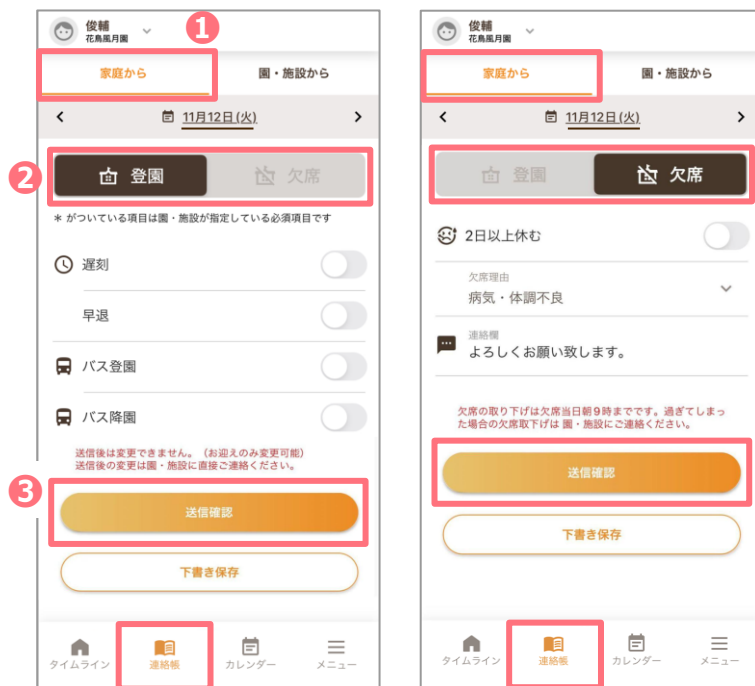 俊輔
花鳥風月園
1
家庭から
園・施設から
11月12日(火)
2
登園
欠席
* がついている項目は園・施設が指定している必須項目です
遅刻
早退
バス登園
バス降園
送信後は変更できません。（お迎えのみ変更可能）
送信後の変更は園・施設に直接ご連絡ください。
3
送信確認
下書き保存
タイムライン
連絡帳
カレンダー
メニュー
俊輔
花鳥風月園
家庭から
園・施設から
11月12日(火)
登園
欠席
2日以上休む
欠席理由
病気・体調不良
連絡欄
よろしくお願い致します。
欠席の取り下げは欠席当日朝9時までです。過ぎてしまっ
た場合の欠席取下げは 園・施設にご連絡ください。
送信確認
下書き保存
タイムライン
連絡帳
カレンダー
メニュー